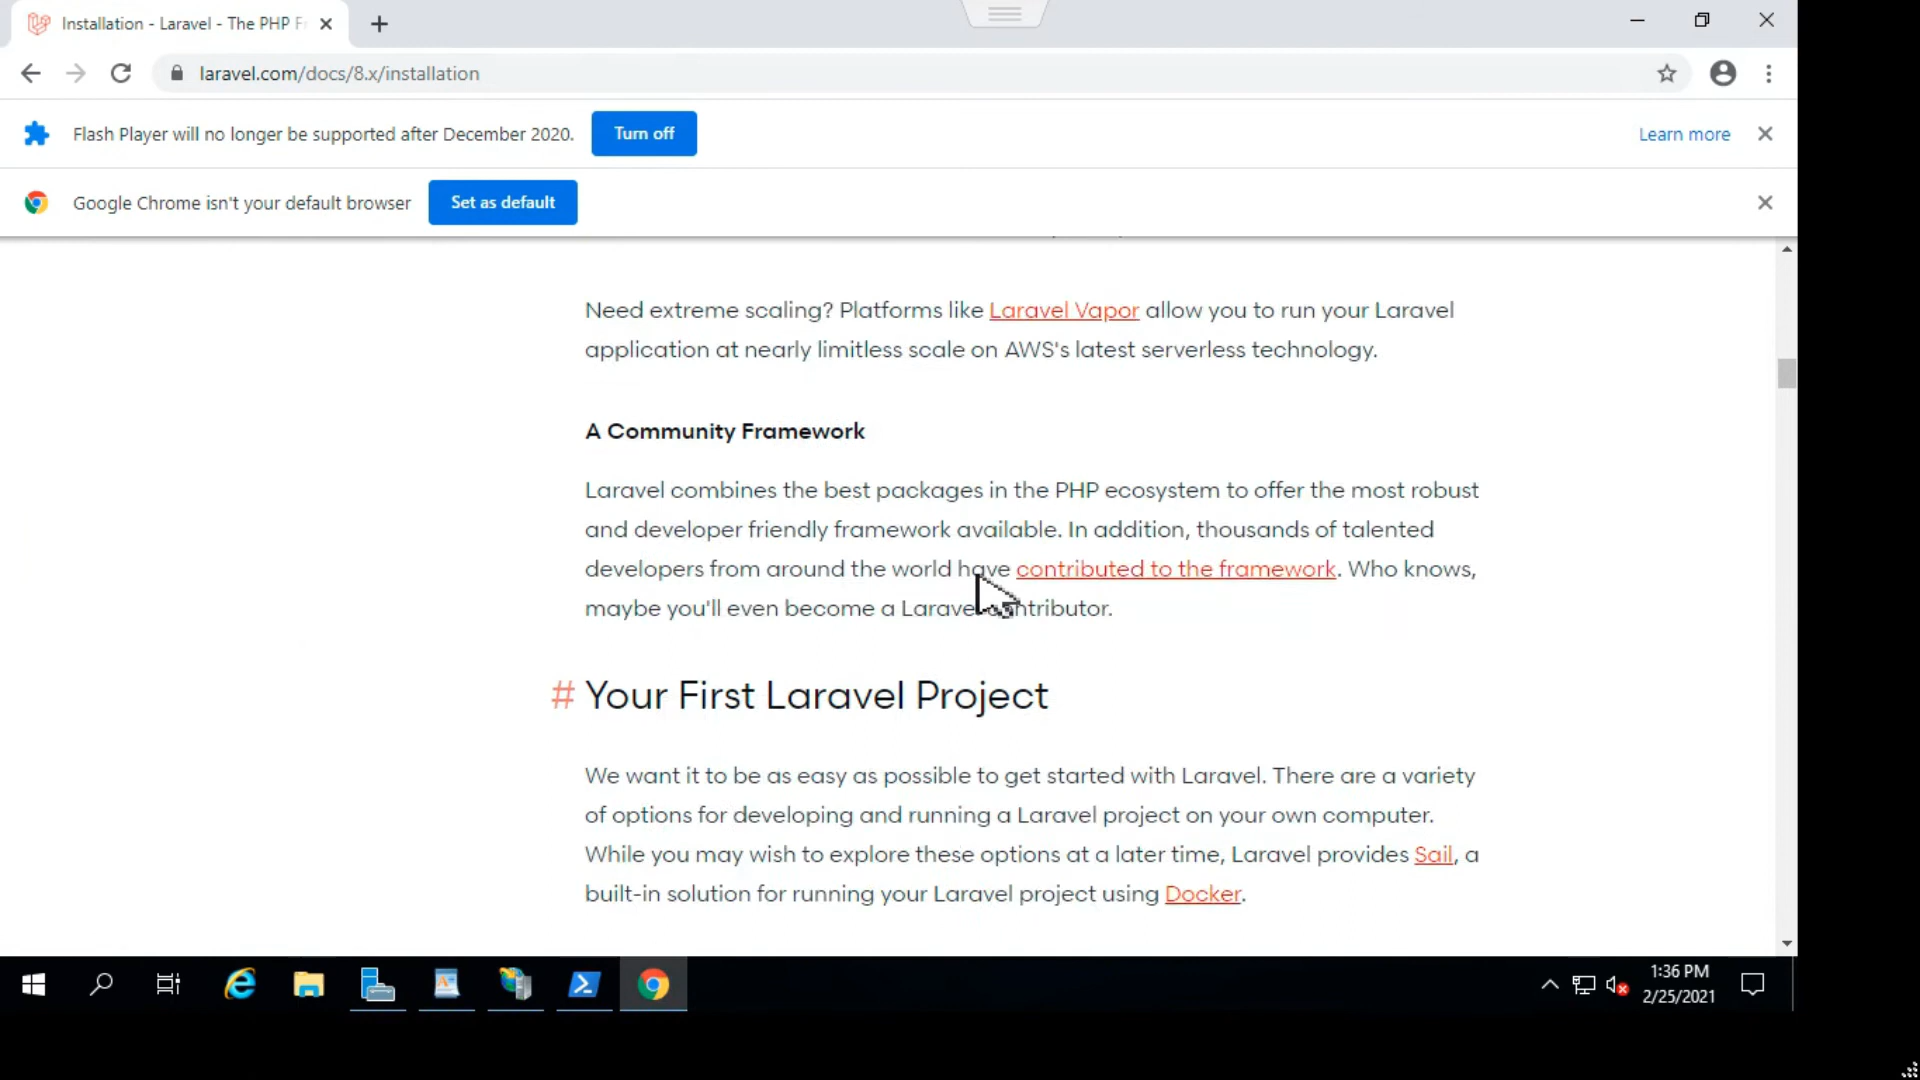 Installation - Laravel - The PHP Fr
laravel.com/docs/8.x/installation
Flash Player will no longer be supported after December 2020.
Turn off
Learn more
Google Chrome isn't your default browser
Set as default
Need extreme scaling? Platforms like Laravel Vapor allow you to run your Laravel
application at nearly limitless scale on AWS's latest serverless technology.
A Community Framework
Laravel combines the best packages in the PHP ecosystem to offer the most robust
and developer friendly framework available. In addition, thousands of talented
developers from around the world have contributed to the framework. Who knows,
maybe you'll even become a Laravel contributor.
# Your First Laravel Project
We want it to be as easy as possible to get started with Laravel. There are a variety
of options for developing and running a Laravel project on your own computer.
While you may wish to explore these options at a later time, Laravel provides Sail, a
built-in solution for running your Laravel project using Docker.
1:36 PM
2/25/2021